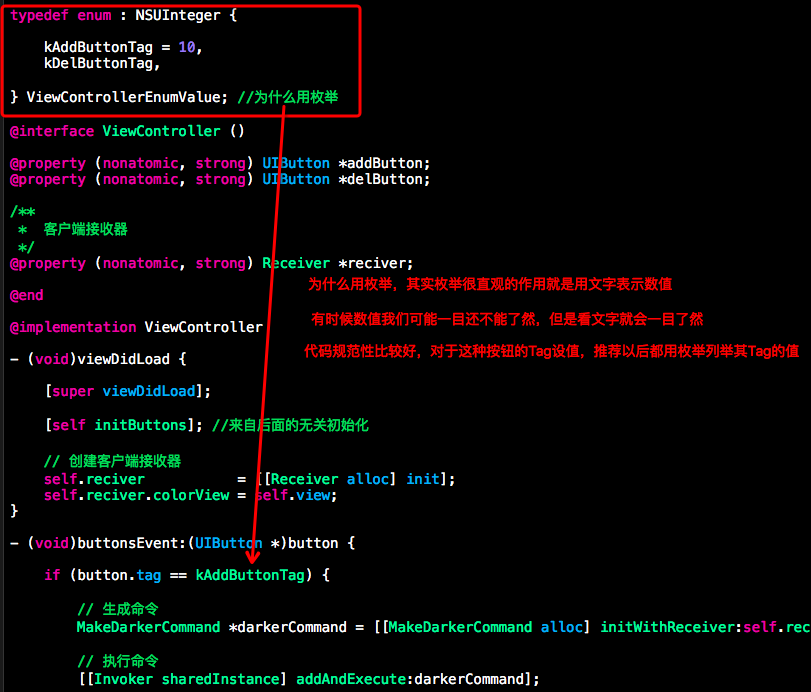 typedef enum : NSUInteger {
kAddButtonTag = 10,
kDelButtonTag,
} ViewControllerEnumValue; //为什么用枚举
@interface ViewController ()
@property (nonatomic, strong) UIButton *addButton;
@property (nonatomic, strong) UIButton *delButton;
/**
* 客户端接收器
*/
@property (nonatomic, strong) Receiver *reciver;
为什么用枚举，其实枚举很直观的作用就是用文字表示数值
@end
有时候数值我们可能一目还不能了然，但是看文字就会一目了然
@implementation ViewController
代码规范性比较好，对于这种按钮的Tag设值，推荐以后都用枚举列举其Tag的值
- (void)viewDidLoad {
[super viewDidLoad];
[self initButtons]; //来自后面的无关初始化
// 创建客户端接收器
self.reciver = [[Receiver alloc] init];
self.reciver.colorView = self.view;
}
- (void)buttonsEvent:(UIButton *)button {
if (button.tag == kAddButtonTag) {
// 生成命令
MakeDarkerCommand *darkerCommand = [[MakeDarkerCommand alloc] initWithReceiver:self.rec
// 执行命令
[[Invoker sharedInstance] addAndExecute:darkerCommand];